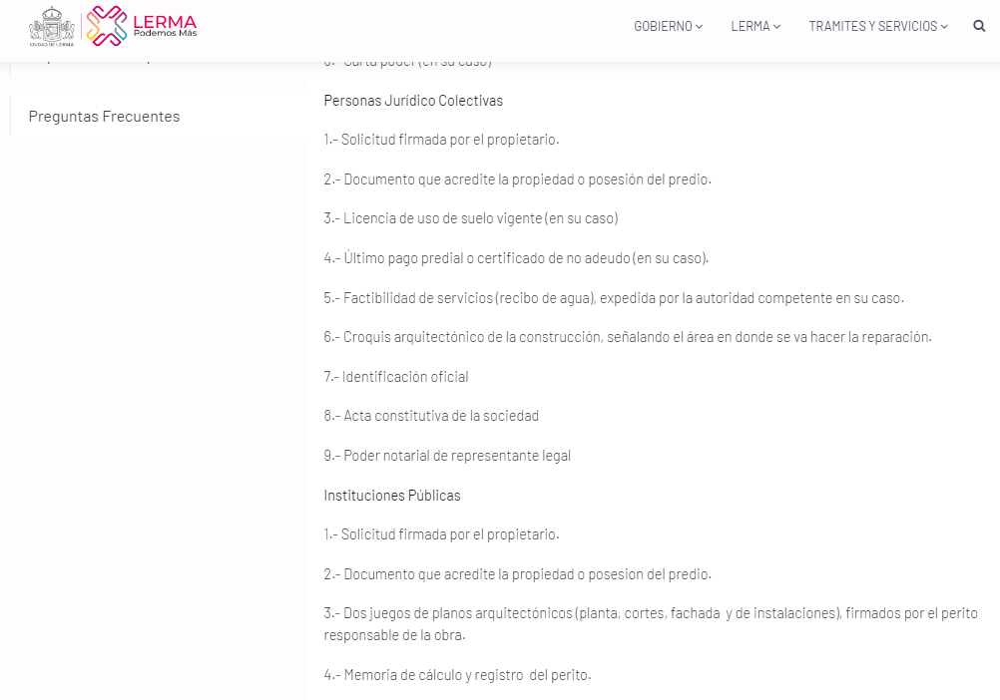 CIUDAD DE LERMA
LERMA
Podemos Más
GOBIERNO
LERMA
TRAMITES Y SERVICIOS
Preguntas Frecuentes
6.- Carta poder (en su caso)
Personas Jurídico Colectivas
1.- Solicitud firmada por el propietario.
2.- Documento que acredite la propiedad o posesión del predio.
3.- Licencia de uso de suelo vigente (en su caso)
4.- Último pago predial o certificado de no adeudo (en su caso).
5.- Factibilidad de servicios (recibo de agua), expedida por la autoridad competente en su caso.
6.- Croquis arquitectónico de la construcción, señalando el área en donde se va hacer la reparación.
7.- Identificación oficial
8.- Acta constitutiva de la sociedad
9.- Poder notarial de representante legal
Instituciones Públicas
1.- Solicitud firmada por el propietario.
2.- Documento que acredite la propiedad o posesion del predio.
3.- Dos juegos de planos arquitectónicos (planta, cortes, fachada  y de instalaciones), firmados por el perito
responsable de la obra.
4.- Memoria de cálculo y registro  del perito.